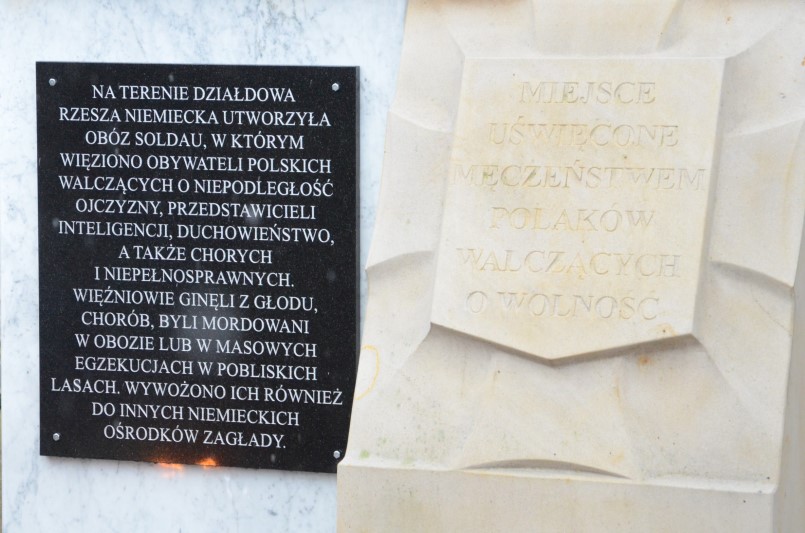 NA TERENIE DZIAŁDOWA
RZESZA NIEMIECKA UTWORZYŁA
OBÓZ SOLDAU, W KTÓRYM
WIĘZIONO OBYWATELI POLSKICH
WALCZĄCYCH O NIEPODLEGŁOŚĆ
OJCZYZNY, PRZEDSTAWICIELI
INTELIGENCJI, DUCHOWIEŃSTWO,
A TAKŻE CHORYCH
I NIEPEŁNOSPRAWNYCH.
WIĘŹNIOWIE GINĘLI Z GŁODU,
CHORÓB, BYLI MORDOWANI
W OBOZIE LUB W MASOWYCH
EGZEKUCJACH W POBLISKICH
LASACH. WYWOŻONO ICH RÓWNIEŻ
DO INNYCH NIEMIECKICH
OŚRODKÓW ZAGŁADY.
MIEJSCE
UŚWIĘCONE
MĘCZEŃSTWEM
POLAKÓW
WALCZĄCYCH
O WOLNOŚĆ